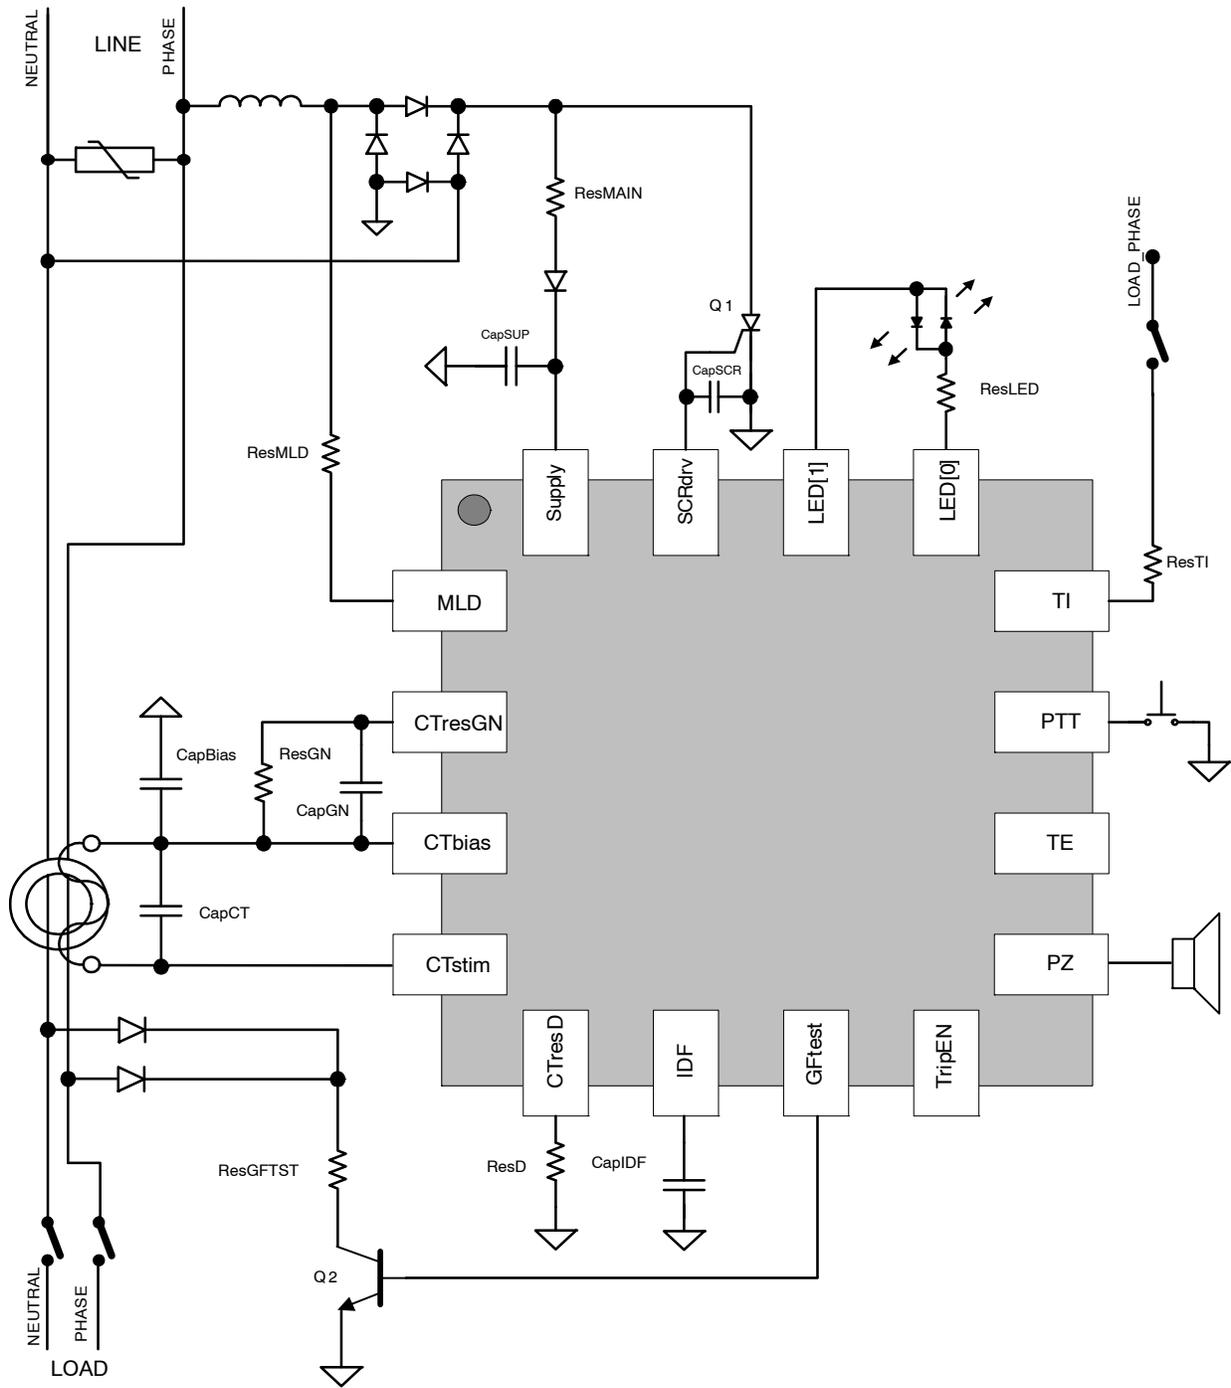 NEUTRAL
LINE
PHASE
ResMAIN
LOAD_PHASE
Q1
CapSUP
CapSCR
ResLED
ResMLD
Supply
SCRdrv
LED[1]
LED[0]
ResTI
MLD
TI
CTresGN
PTT
CapBias
ResGN
CapGN
CTbias
TE
CapCT
CTstim
PZ
CTresD
IDF
GFtest
TripEN
ResGFTST
ResD
CapIDF
Q2
NEUTRAL
PHASE
LOAD